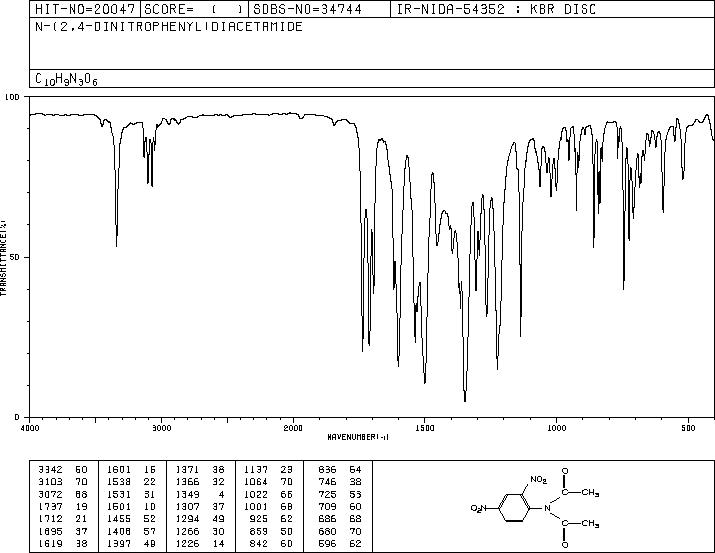 HIT-NO=20047 SCORE= ( ) SDBS-NO=34744 IR-NIDA-54352 : KBR DISC
N-(2,4-DINITROPHENYL)DIACETAMIDE
C10H9N3O6
100
50
0
TRANSMITTANCE(%)
4000 3000 2000 1500 1000 500
WAVENUMBER(-1)
3342 60 1601 16 1371 38 1137 23 836 64
3103 70 1538 22 1366 32 1064 70 746 38
3072 68 1531 31 1349 4 1022 66 725 53
1737 19 1501 10 1307 37 1001 68 709 60
1712 21 1455 52 1294 49 925 62 686 68
1695 37 1408 57 1266 30 859 50 680 70
1619 38 1397 49 1226 14 842 60 596 62
O
NO2 C CH3
O2N N
C CH3
O